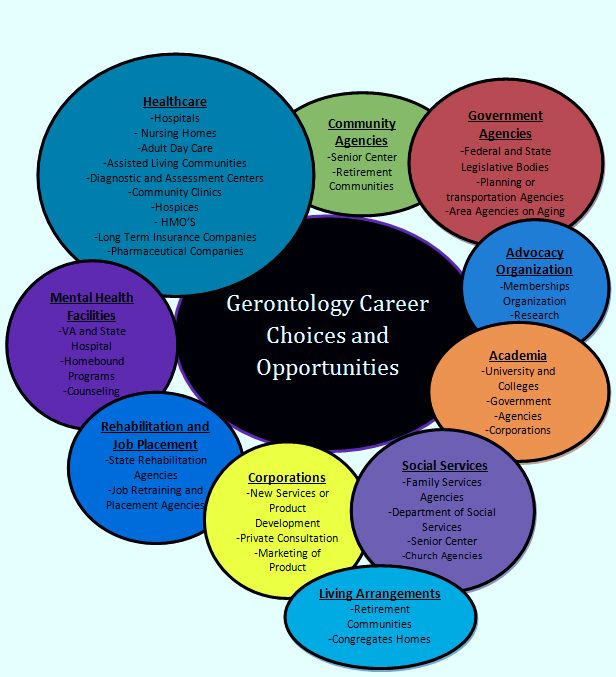 Healthcare
-Hospitals
- Nursing Homes
-Adult Day Care
-Assisted Living Communities
-Diagnostic and Assessment Centers
-Community Clinics
-Hospices
- HMO'S
-Long Term Insurance Companies
-Pharmaceutical Companies
Community
Agencies
-Senior Center
-Retirement
Communities
Government
Agencies
-Federal and State
Legislative Bodies
-Planning or
transportation Agencies
-Area Agencies on Aging
Advocacy
Organization
-Memberships
Organization
-Research
Gerontology Career
Choices and
Opportunities
Mental Health
Facilities
-VA and State
Hospital
-Homebound
Programs
-Counseling
Academia
-University and
Colleges
-Government
-Agencies
-Corporations
Rehabilitation and
Job Placement
-State Rehabilitation
Agencies
-Job Retraining and
Placement Agencies
Corporations
-New Services or
Product
Development
-Private Consultation
-Marketing of
Product
Social Services
-Family Services
Agencies
-Department of Social
Services
-Senior Center
-Church Agencies
Living Arrangements
-Retirement
Communities
-Congregates Homes